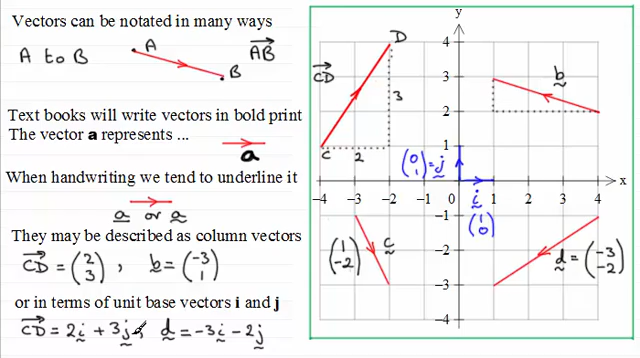 Vectors can be notated in many ways
A to B A B AB
Text books will write vectors in bold print
The vector a represents ...
a
When handwriting we tend to underline it
a or a
They may be described as column vectors
CD = (2 3), b = (-3 1)
or in terms of unit base vectors i and j
CD = 2i + 3j, d = -3i - 2j
y
D
4 4
CD
3 3 b
2 2
C 2 1 (0 1) = j
x
-4 -3 -2 -1 0 i 1 2 3 4
-1 (1 0)
(1 -2) c -2 d = (-3 -2)
-3
-4